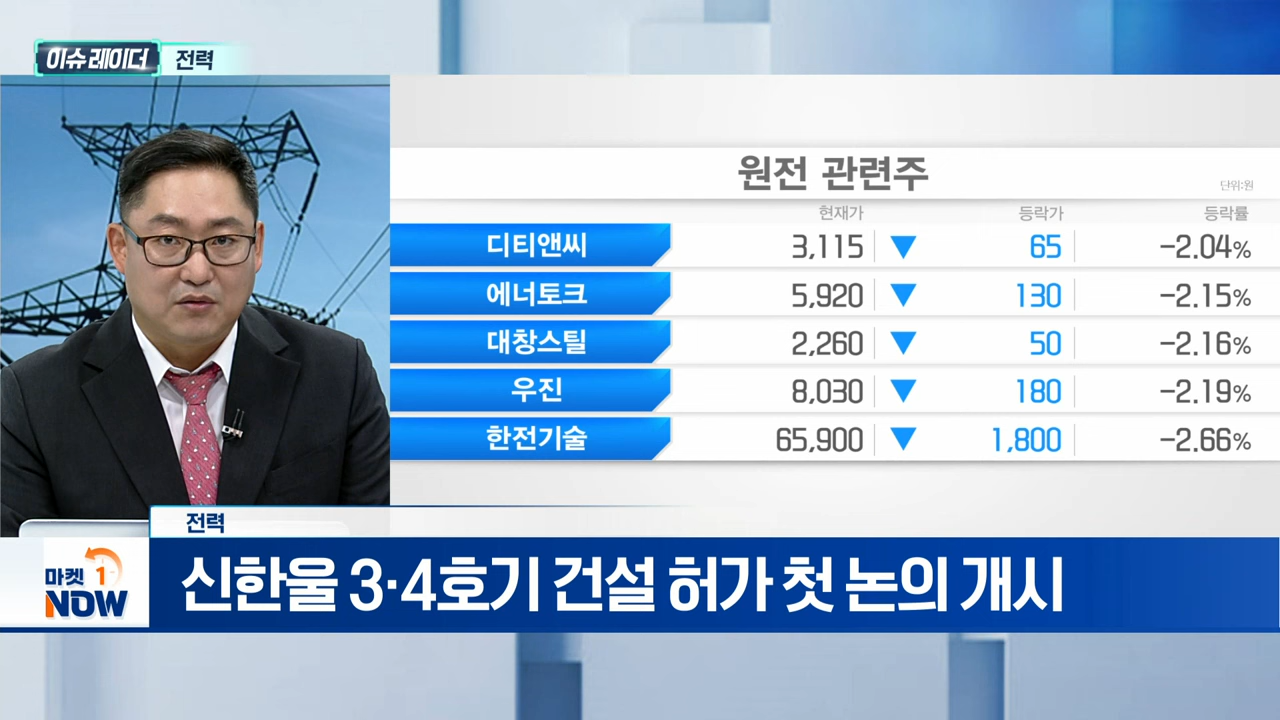 이슈레이더 전력
원전 관련주
단위:원
현재가 등락가 등락률
디티앤씨 3,115 ▼ 65 -2.04%
에너토크 5,920 ▼ 130 -2.15%
대창스틸 2,260 ▼ 50 -2.16%
우진 8,030 ▼ 180 -2.19%
한전기술 65,900 ▼ 1,800 -2.66%
전력
마켓 1
NOW
신한울 3·4호기 건설 허가 첫 논의 개시